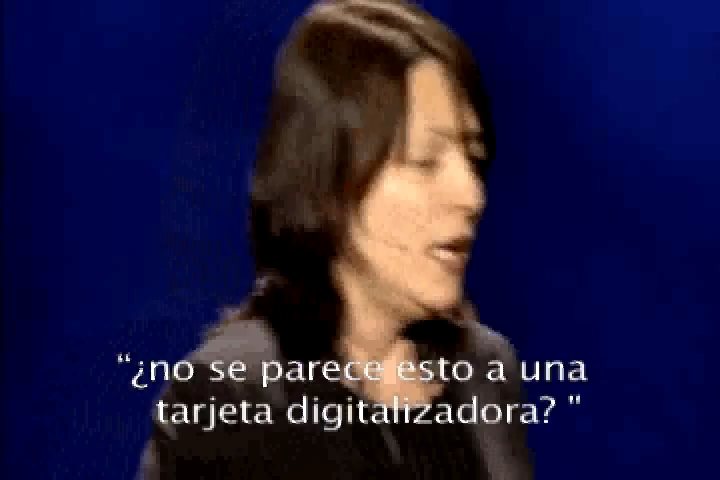 “¿no se parece esto a una
tarjeta digitalizadora? "